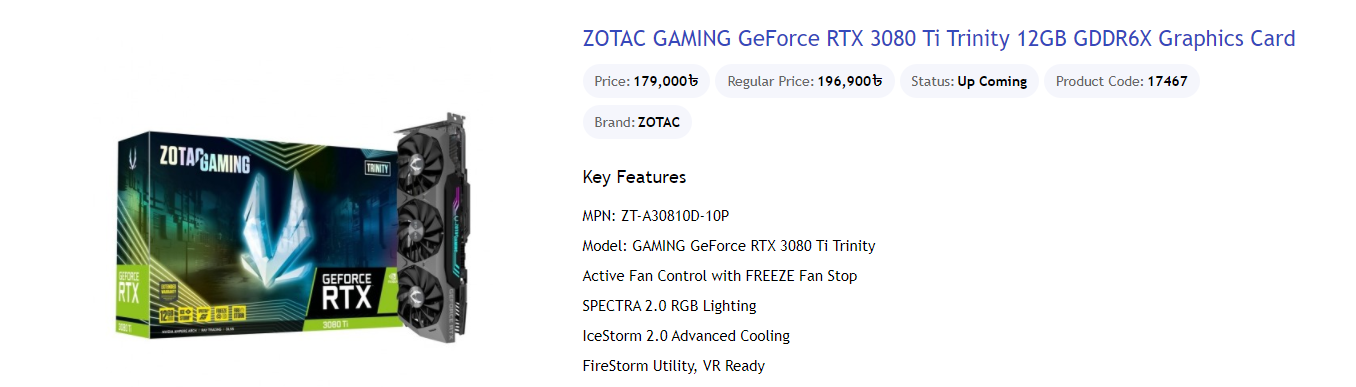 ZOTAC GAMING GeForce RTX 3080 Ti Trinity 12GB GDDR6X Graphics Card
Price: 179,000৳ Regular Price: 196,900৳ Status: Up Coming Product Code: 17467
Brand: ZOTAC
Key Features
MPN: ZT-A30810D-10P
Model: GAMING GeForce RTX 3080 Ti Trinity
Active Fan Control with FREEZE Fan Stop
SPECTRA 2.0 RGB Lighting
IceStorm 2.0 Advanced Cooling
FireStorm Utility, VR Ready
ZOTAC GAMING
TRINITY
GEFORCE
RTX
3080 Ti
GEFORCE
RTX
3080 Ti
12GB